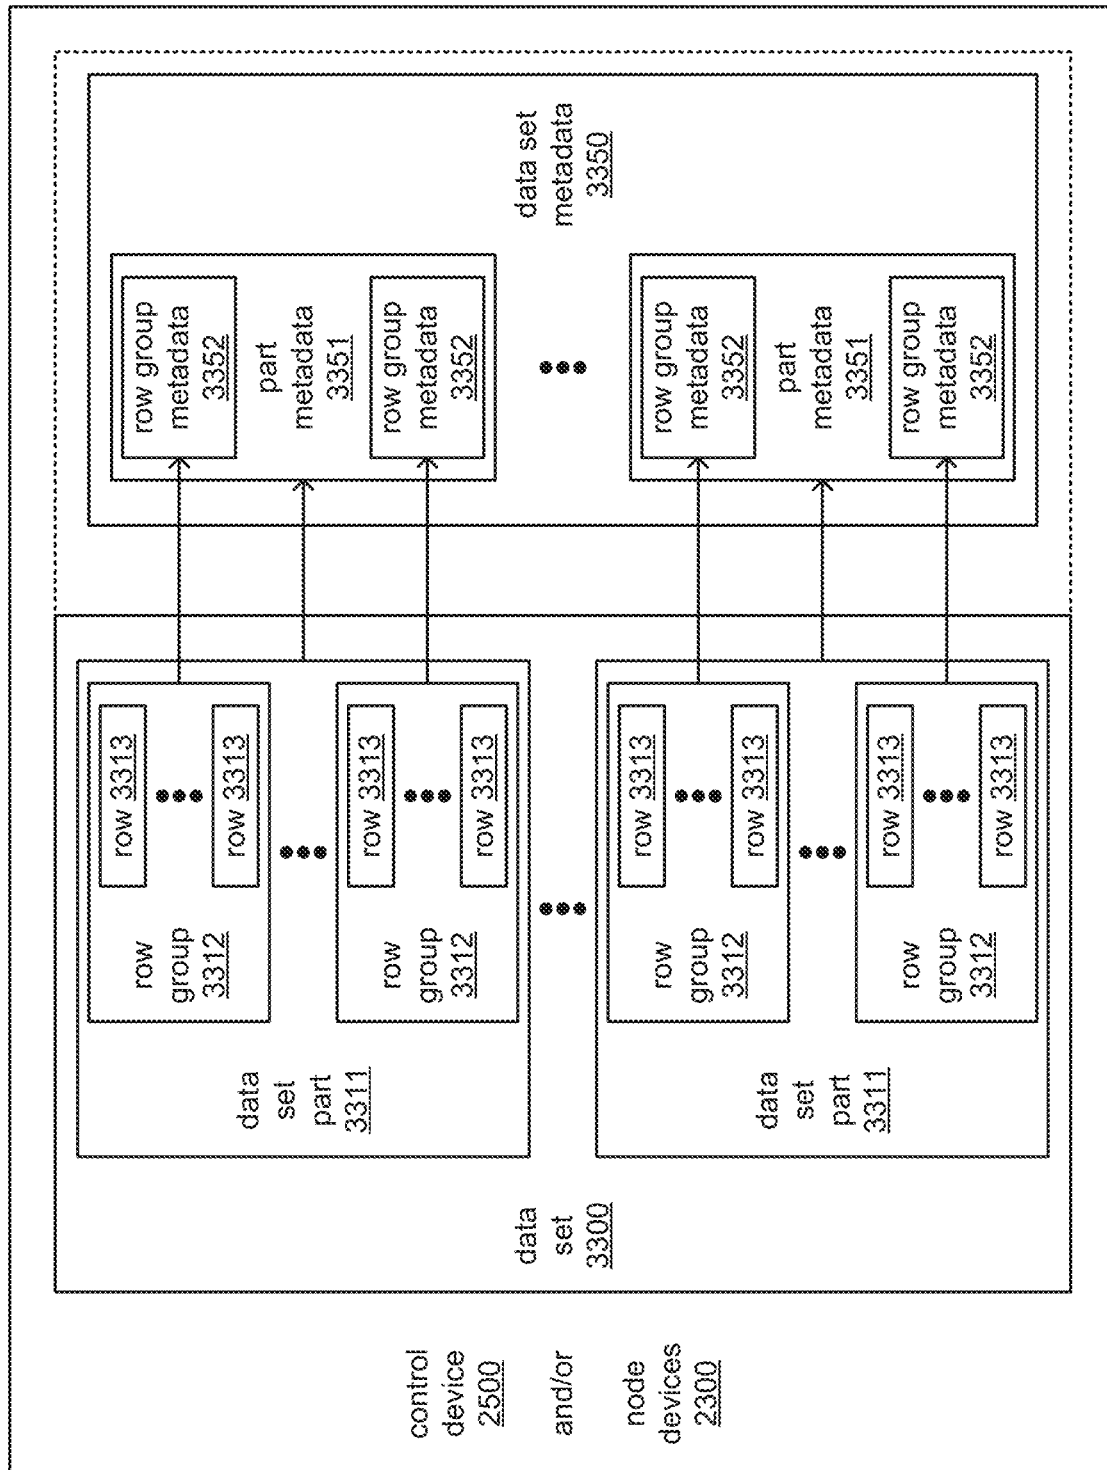 control
device
2500
and/or
node
devices
2300
data
set
3300
data
set
part
3311
row
group
3312
row 3313
row 3313
row
group
3312
row 3313
row 3313
data
set
part
3311
row
group
3312
row 3313
row 3313
row
group
3312
row 3313
row 3313
row group
metadata
3352
part
metadata
3351
row group
metadata
3352
row group
metadata
3352
part
metadata
3351
row group
metadata
3352
data set
metadata
3350